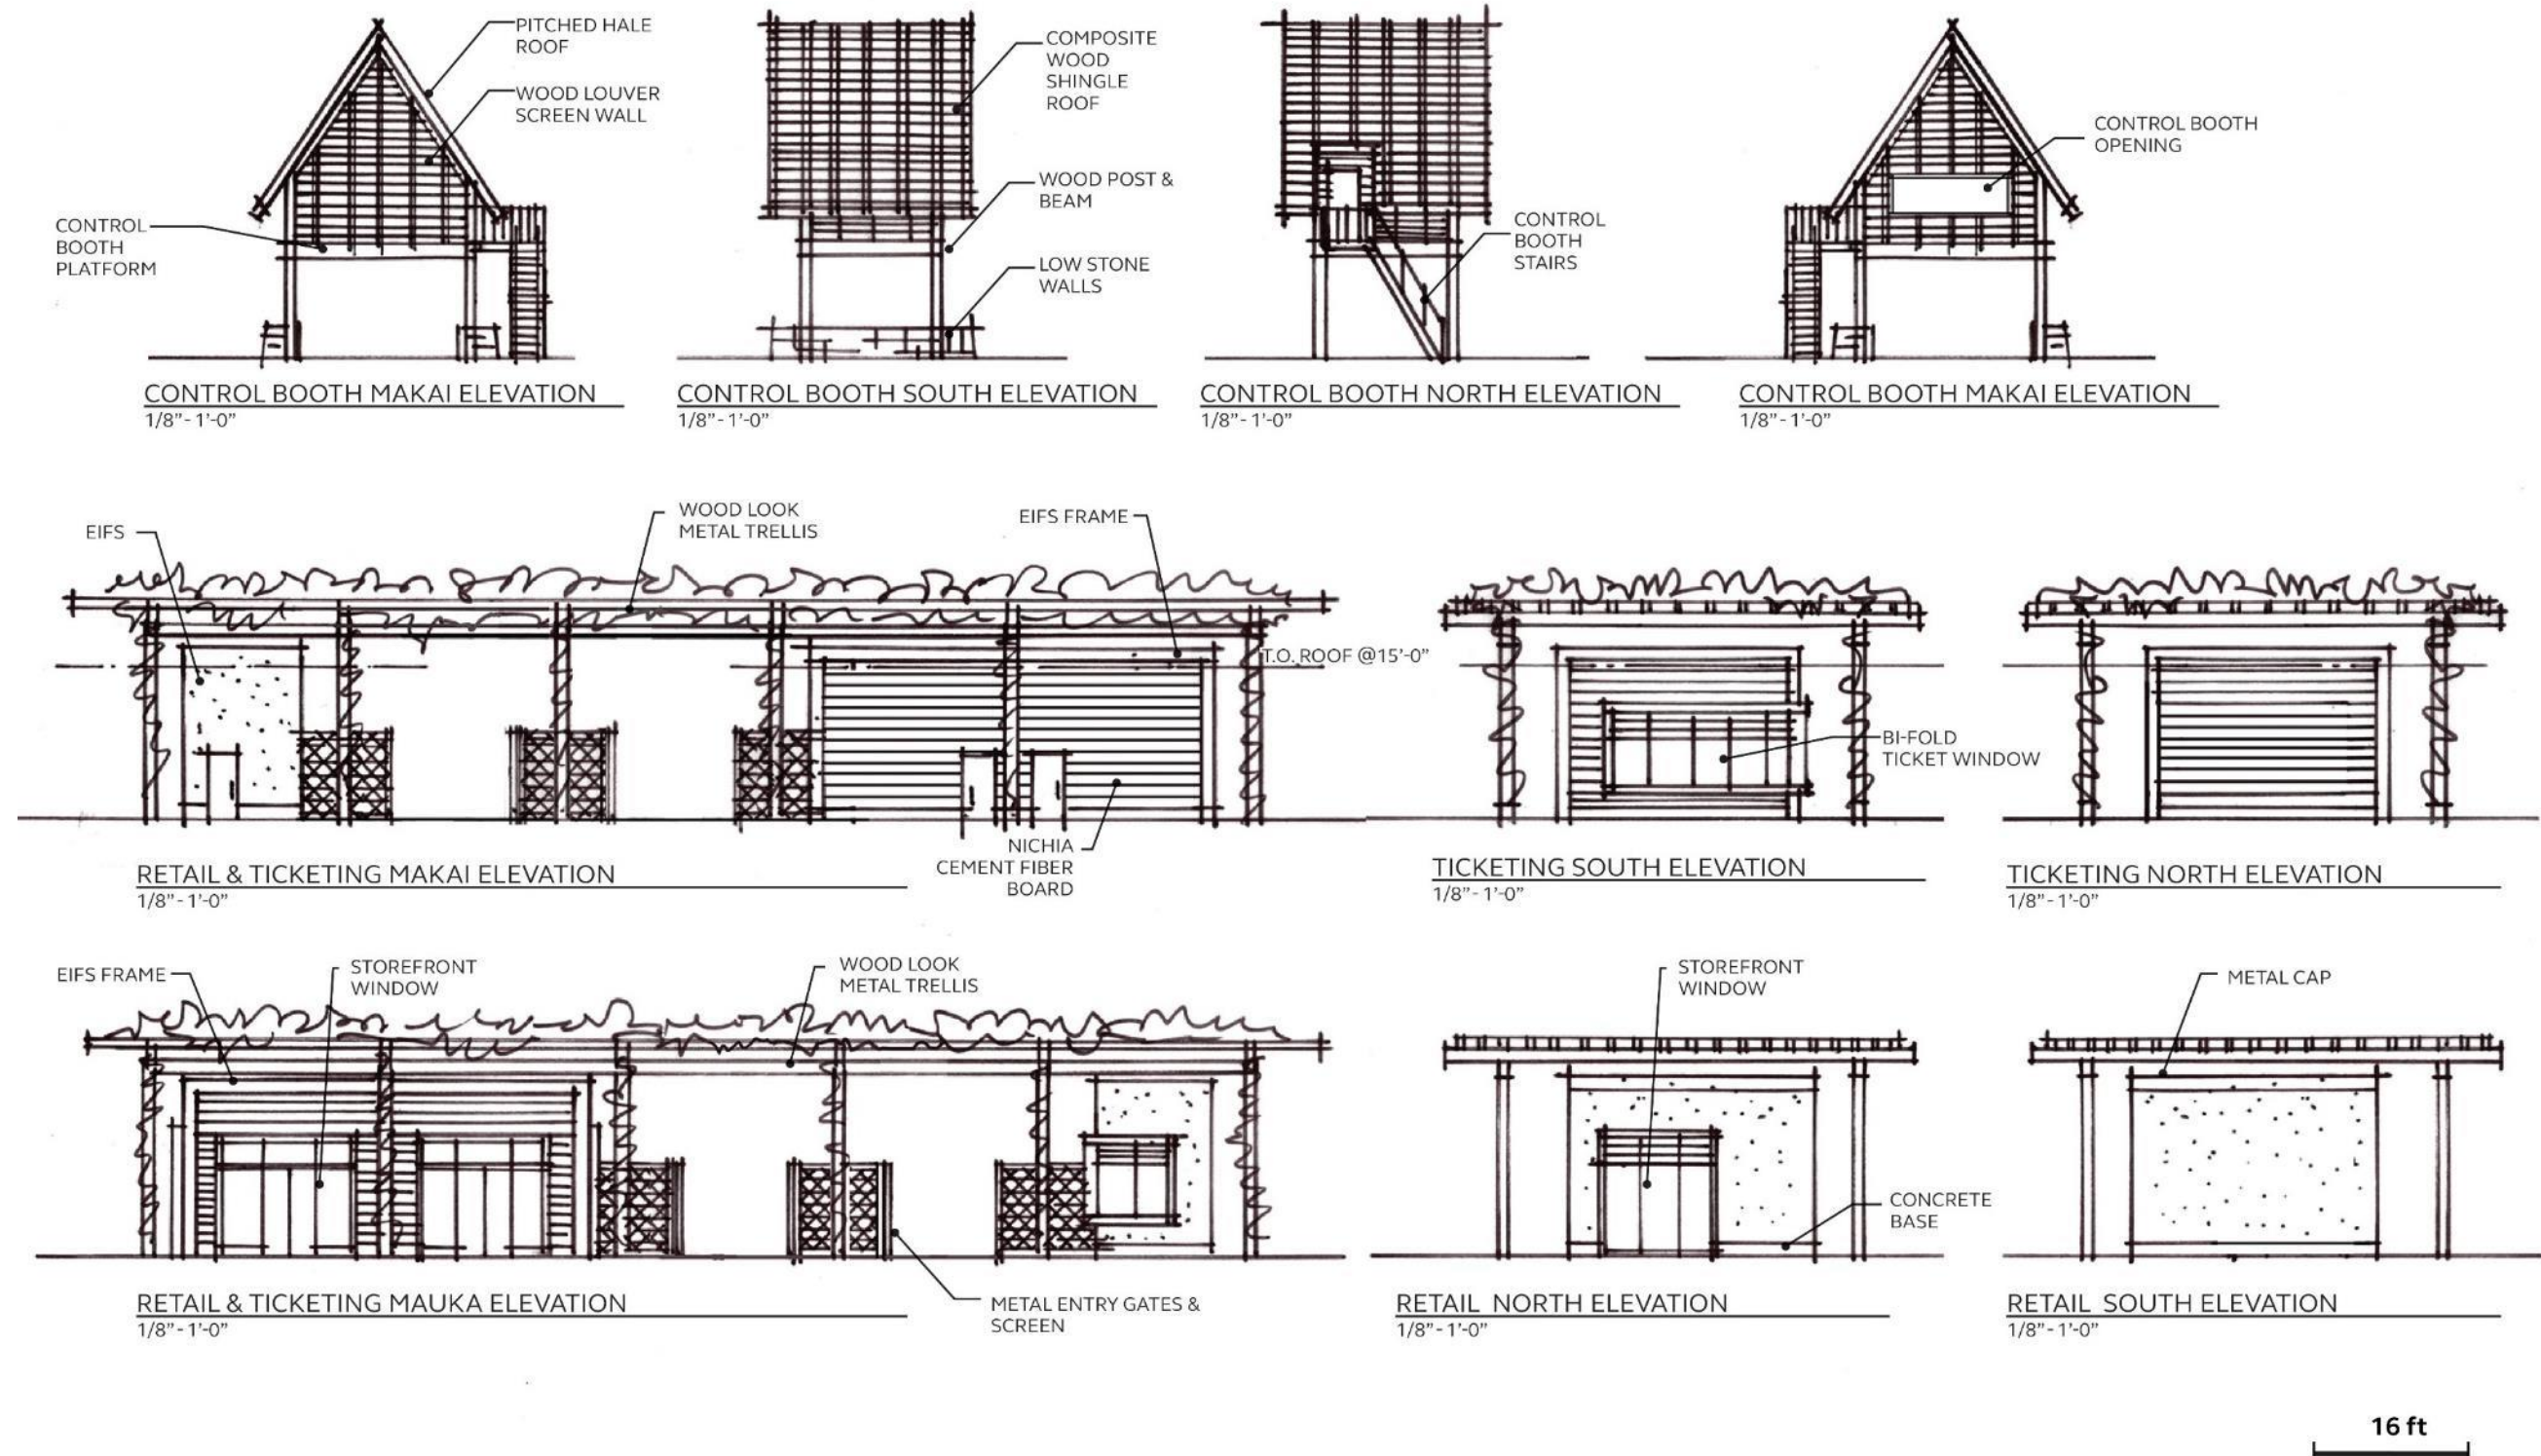 PITCHED HALE
ROOF
WOOD LOUVER
SCREEN WALL
CONTROL
BOOTH
PLATFORM
CONTROL BOOTH MAKAI ELEVATION
1/8”- 1’-0”
COMPOSITE
WOOD
SHINGLE
ROOF
WOOD POST &
BEAM
LOW STONE
WALLS
CONTROL BOOTH SOUTH ELEVATION
1/8”- 1’-0”
CONTROL
BOOTH
STAIRS
CONTROL BOOTH NORTH ELEVATION
1/8”- 1’-0”
CONTROL BOOTH
OPENING
CONTROL BOOTH MAKAI ELEVATION
1/8”- 1’-0”
EIFS
WOOD LOOK
METAL TRELLIS
EIFS FRAME
T.O. ROOF @15’-0”
NICHIA
CEMENT FIBER
BOARD
RETAIL & TICKETING MAKAI ELEVATION
1/8”- 1’-0”
BI-FOLD
TICKET WINDOW
TICKETING SOUTH ELEVATION
1/8”- 1’-0”
TICKETING NORTH ELEVATION
1/8”- 1’-0”
EIFS FRAME
STOREFRONT
WINDOW
WOOD LOOK
METAL TRELLIS
METAL ENTRY GATES &
SCREEN
RETAIL & TICKETING MAUKA ELEVATION
1/8”- 1’-0”
STOREFRONT
WINDOW
CONCRETE
BASE
RETAIL NORTH ELEVATION
1/8”- 1’-0”
METAL CAP
RETAIL SOUTH ELEVATION
1/8”- 1’-0”
16 ft